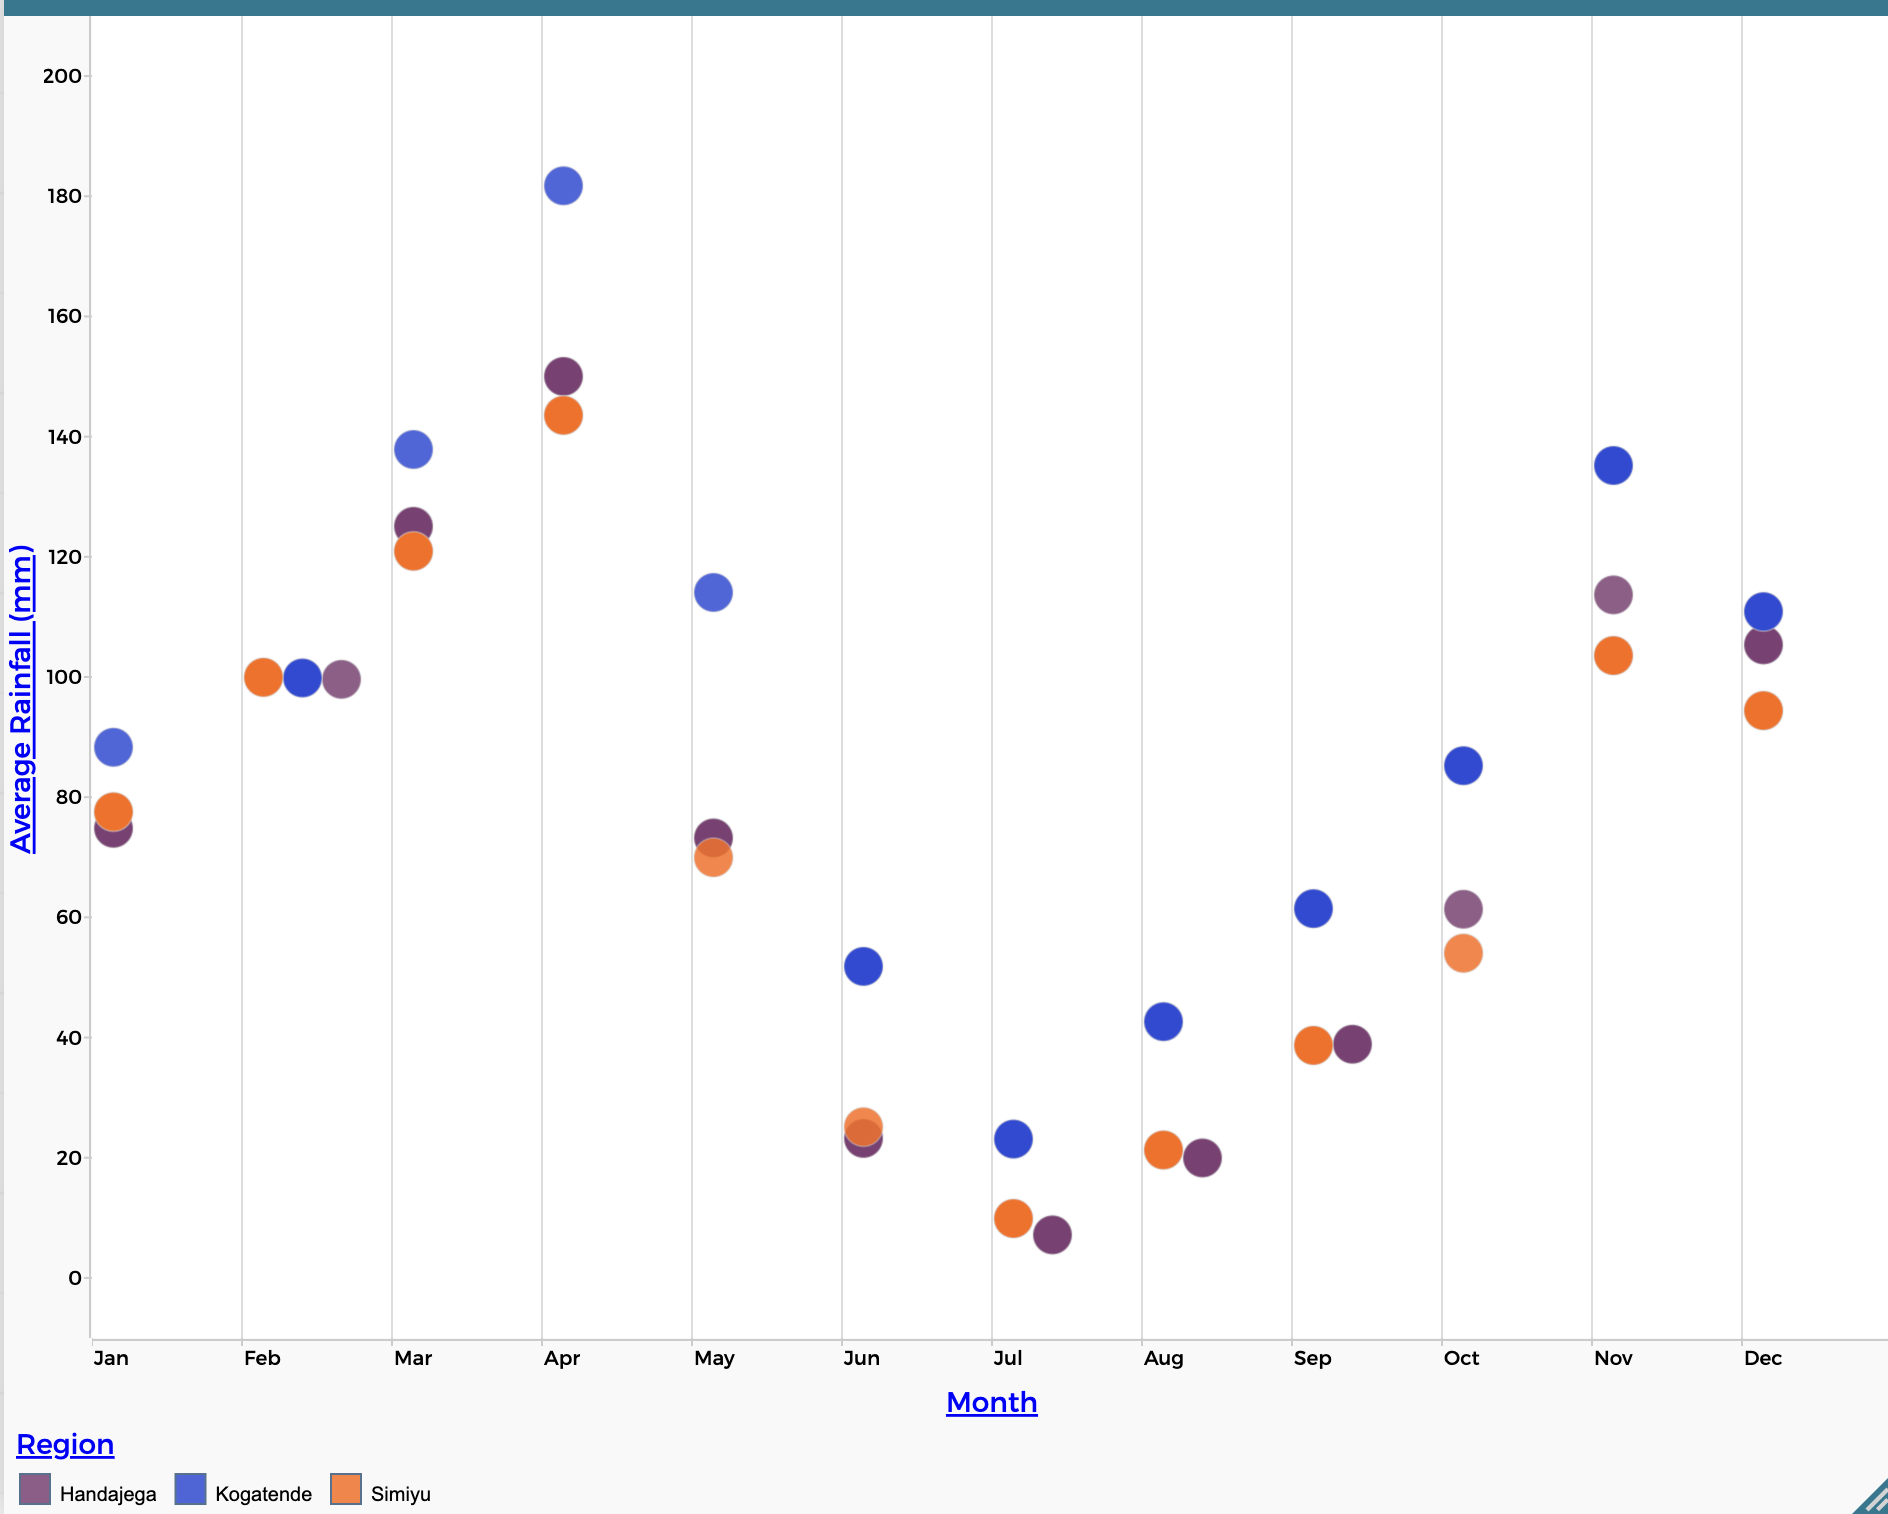 200
180
160
140
120
100
80
60
40
20
0
Average Rainfall (mm)
Jan Feb Mar Apr May Jun Jul Aug Sep Oct Nov Dec
Month
Region
Handajega Kogatende Simiyu